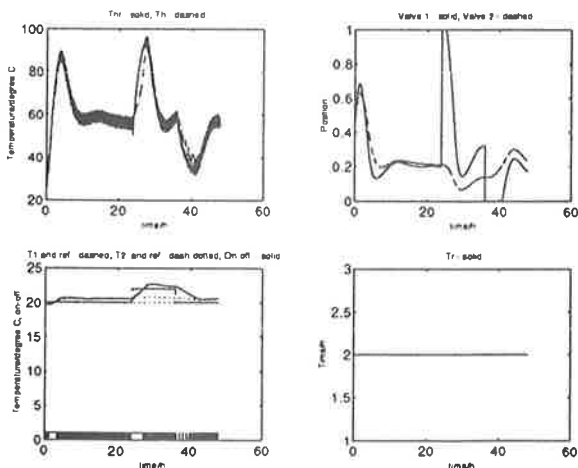 Thr solid, Th dashed
100
80
60
40
20
0 20 40 60
Temperature/degree C
time/h
Valve 1 solid, Valve 2 - dashed
1
0.8
0.6
0.4
0.2
0
0 20 40 60
Position
time/h
T1 and ref dashed, T2 and ref dash dotted, On off solid
25
20
15
10
5
0
0 20 40 60
Temperature/degree C, on-off
time/h
Tr - solid
3
2.5
2
1.5
1
0 20 40 60
Time/h
time/h